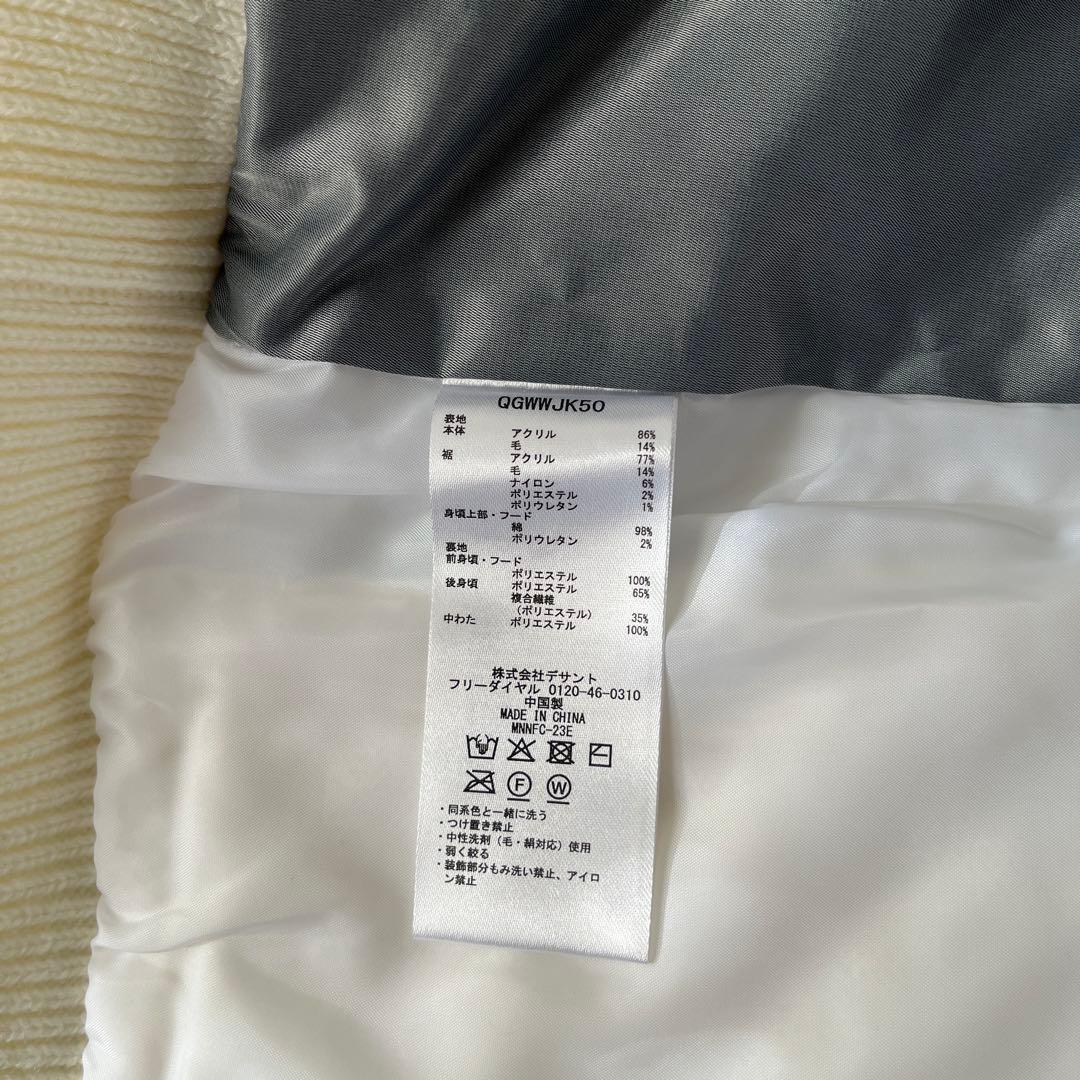 QGWWJK50
表地
本体 アクリル 86%
毛 14%
裾 アクリル 77%
毛 14%
ナイロン 6%
ポリエステル 2%
ポリウレタン 1%
身頃上部・フード
綿 98%
ポリウレタン 2%
裏地
前身頃・フード
ポリエステル 100%
後身頃 ポリエステル 65%
複合繊維
(ポリエステル) 35%
中わた ポリエステル 100%
株式会社デサント
フリーダイヤル 0120-46-0310
中国製
MADE IN CHINA
MNNFC-23E
F W
・同系色と一緒に洗う
・つけ置き禁止
・中性洗剤(毛・絹対応)使用
・弱く絞る
・装飾部分もみ洗い禁止、アイロ
ン禁止